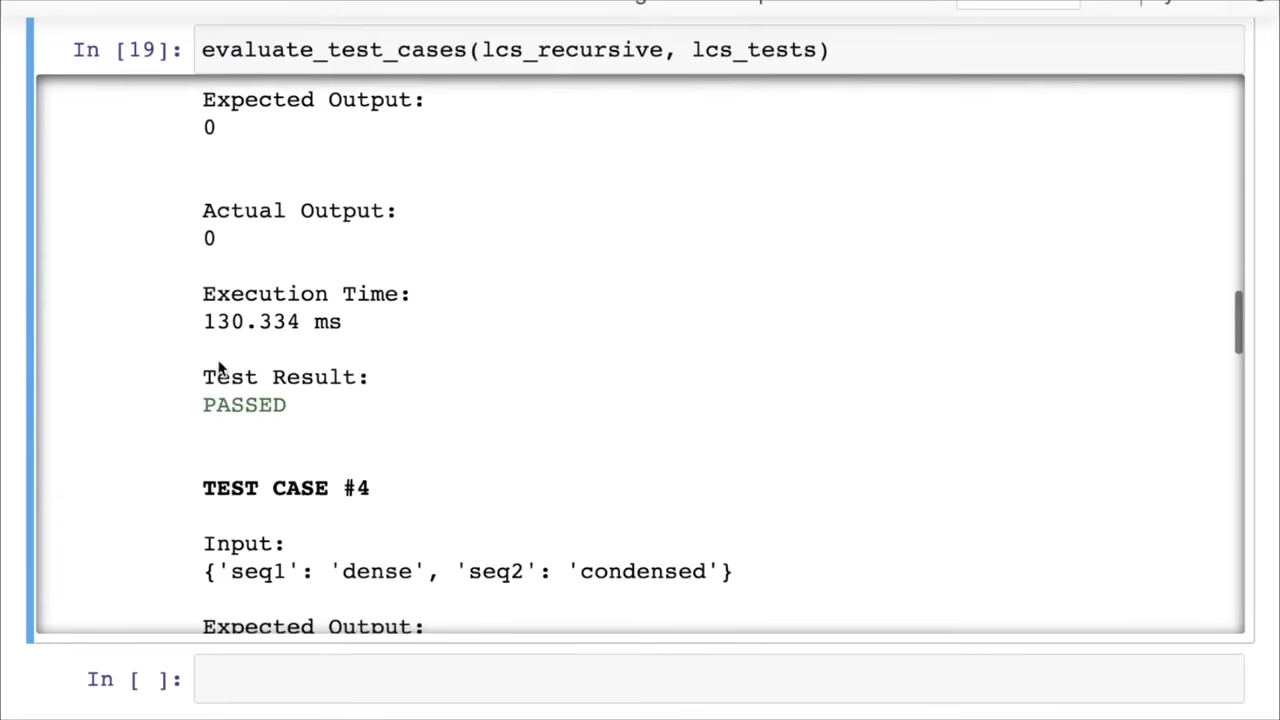 In [19]: evaluate_test_cases(lcs_recursive, lcs_tests)
Expected Output:
0
Actual Output:
0
Execution Time:
130.334 ms
Test Result:
PASSED
TEST CASE #4
Input:
{'seq1': 'dense', 'seq2': 'condensed'}
Expected Output:
In [ ]: